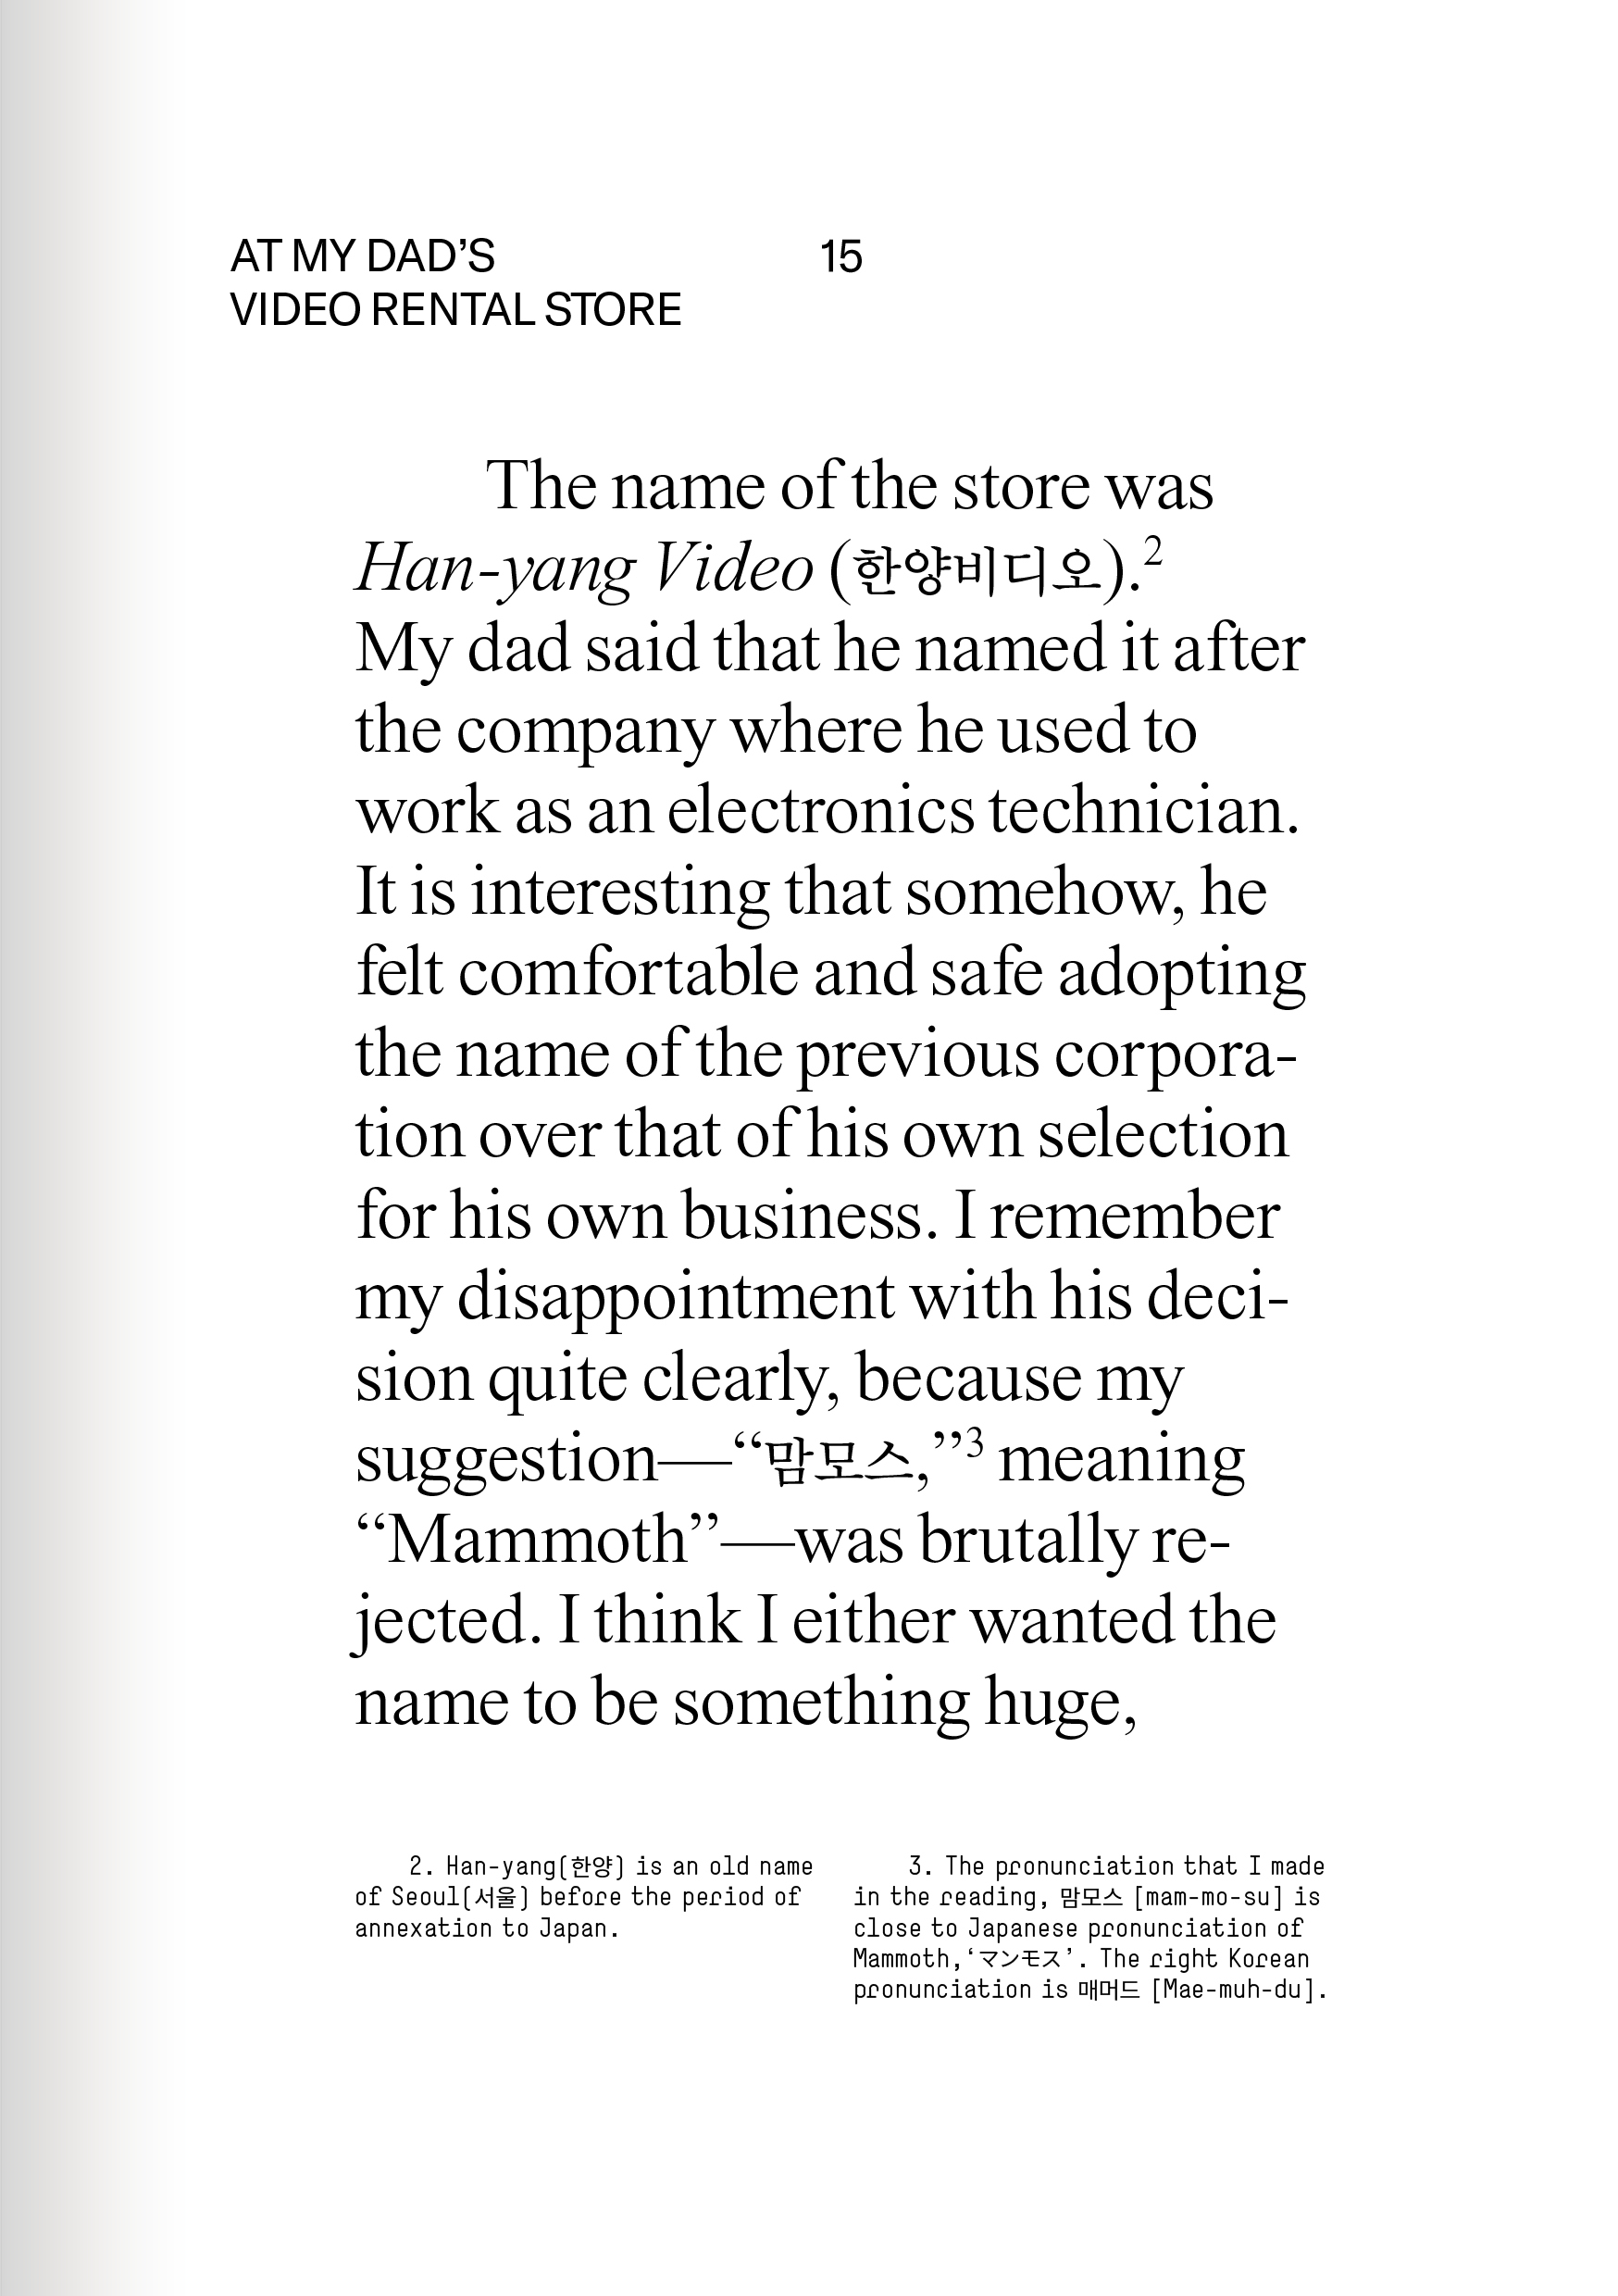 AT MY DAD’S
VIDEO RENTAL STORE
15
The name of the store was
Han-yang Video (한양비디오).2
My dad said that he named it after
the company where he used to
work as an electronics technician.
It is interesting that somehow, he
felt comfortable and safe adopting
the name of the previous corpora-
tion over that of his own selection
for his own business. I remember
my disappointment with his deci-
sion quite clearly, because my
suggestion—“맘모스,”3 meaning
“Mammoth”—was brutally re-
jected. I think I either wanted the
name to be something huge,
2. Han-yang(한양) is an old name
of Seoul(서울) before the period of
annexation to Japan.
3. The pronunciation that I made
in the reading, 맘모스 [mam-mo-su] is
close to Japanese pronunciation of
Mammoth,‘マンモス’. The right Korean
pronunciation is 매머드 [Mae-muh-du].